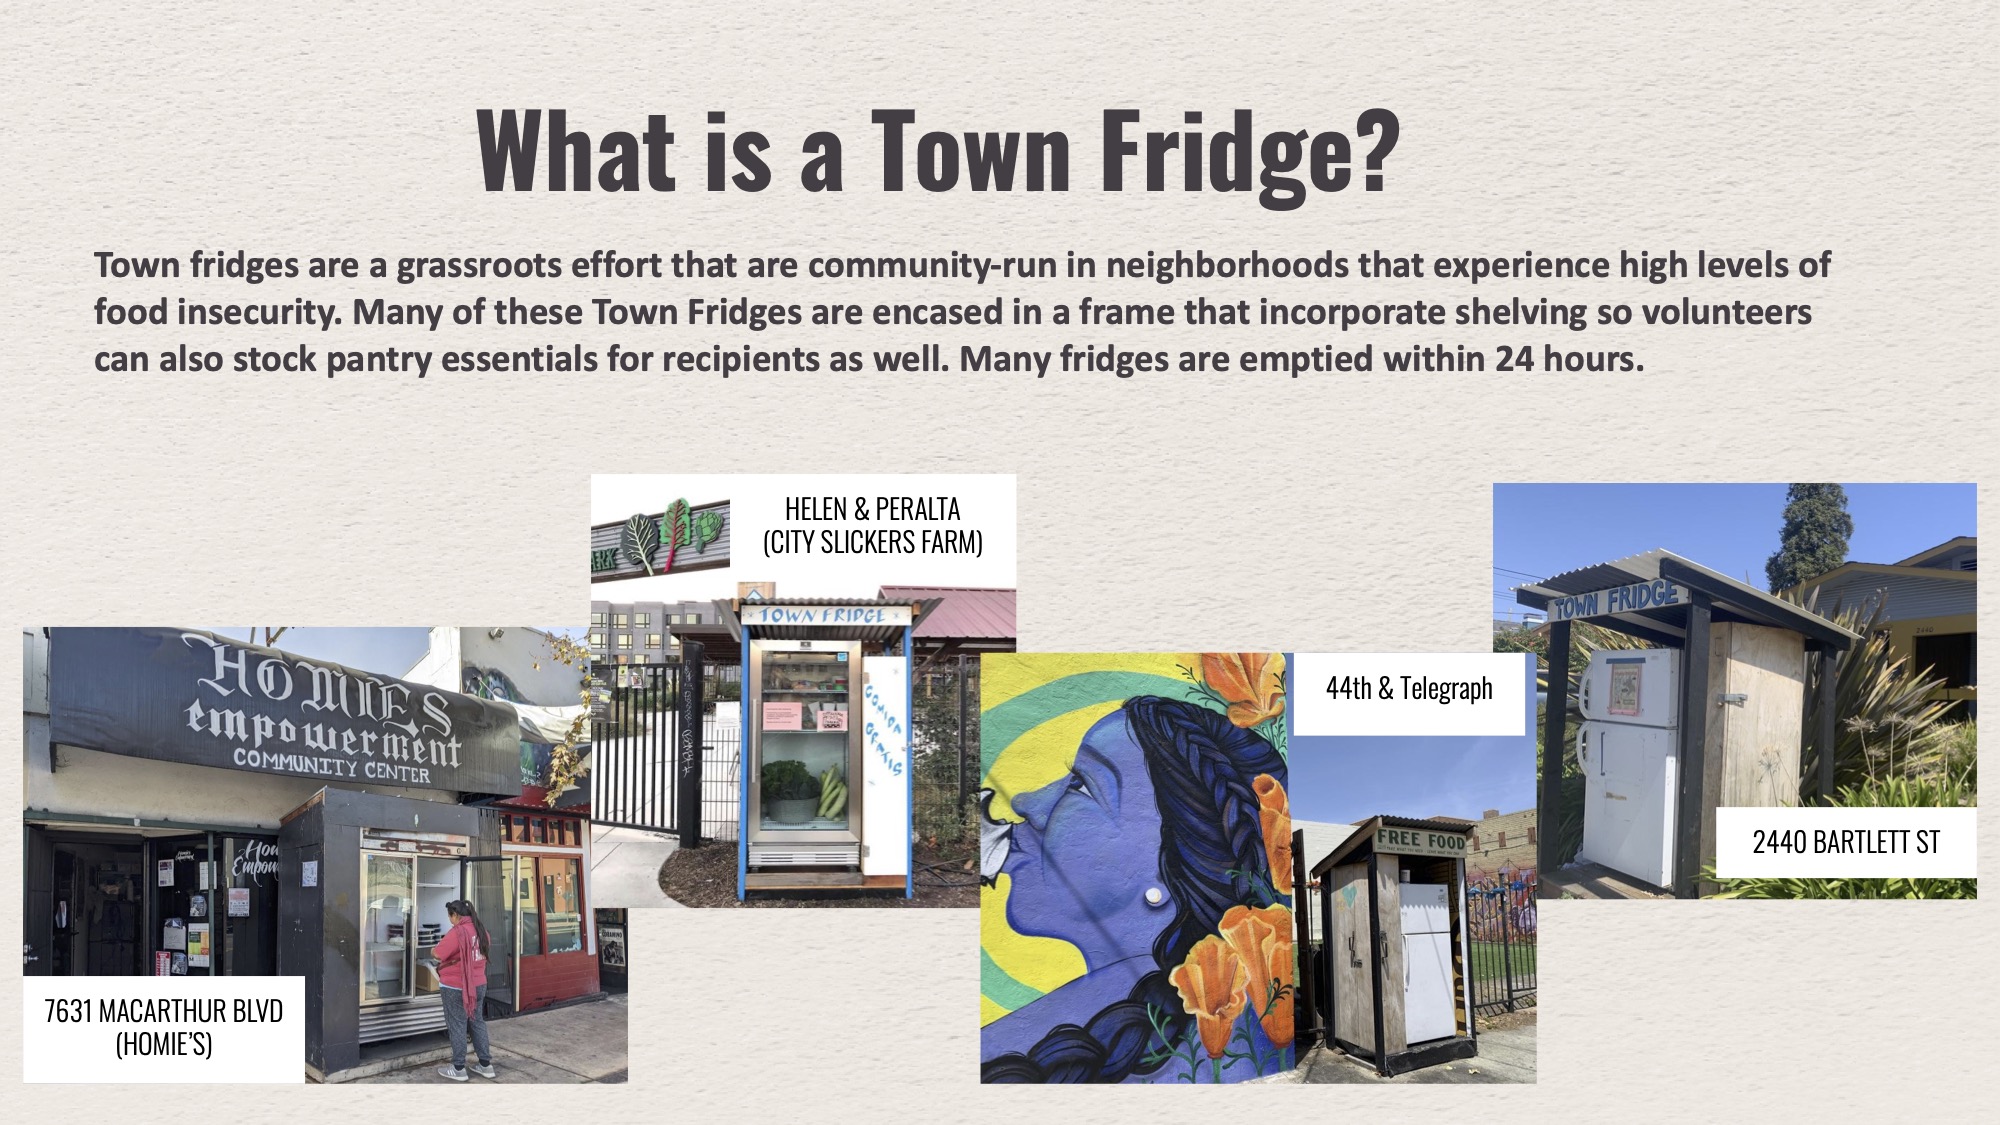 What is a Town Fridge?
Town fridges are a grassroots effort that are community-run in neighborhoods that experience high levels of
food insecurity. Many of these Town Fridges are encased in a frame that incorporate shelving so volunteers
can also stock pantry essentials for recipients as well. Many fridges are emptied within 24 hours.
HELEN & PERALTA
(CITY SLICKERS FARM)
ARK
TOWN FRIDGE
COMIDA
GRATIS
HOMIES
empowerment
COMMUNITY CENTER
7631 MACARTHUR BLVD
(HOMIE'S)
44th & Telegraph
FREE FOOD
TOWN FRIDGE
2440
2440 BARTLETT ST